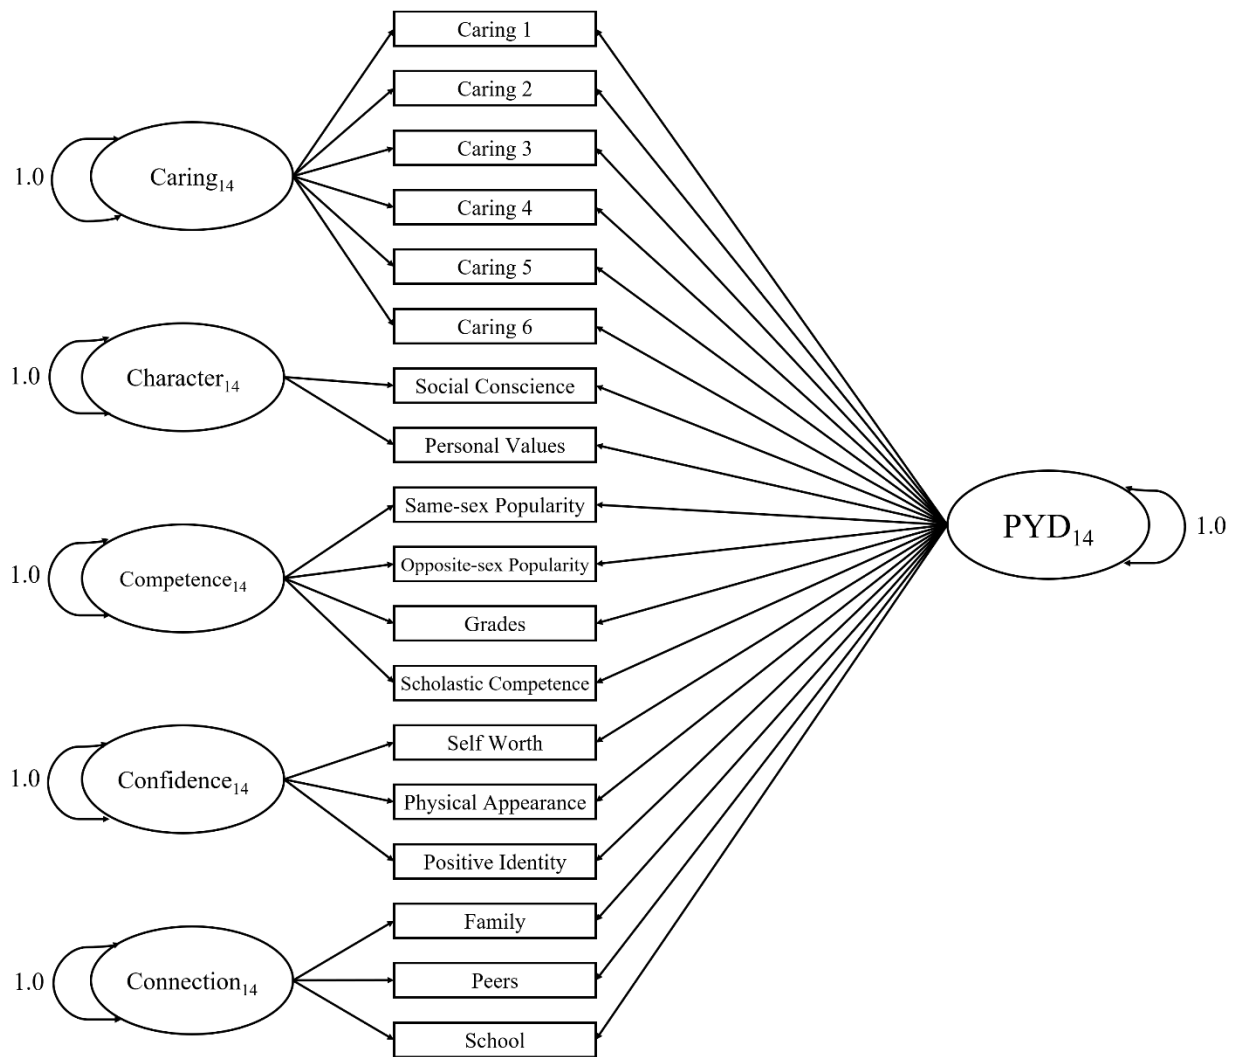 Caring 1
Caring 2
Caring 3
Caring 4
Caring 5
Caring 6
Social Conscience
Personal Values
Same-sex Popularity
Opposite-sex Popularity
Grades
Scholastic Competence
Self Worth
Physical Appearance
Positive Identity
Family
Peers
School
1.0
Caring₁₄
1.0
Character₁₄
1.0
Competence₁₄
1.0
Confidence₁₄
1.0
Connection₁₄
PYD₁₄
1.0